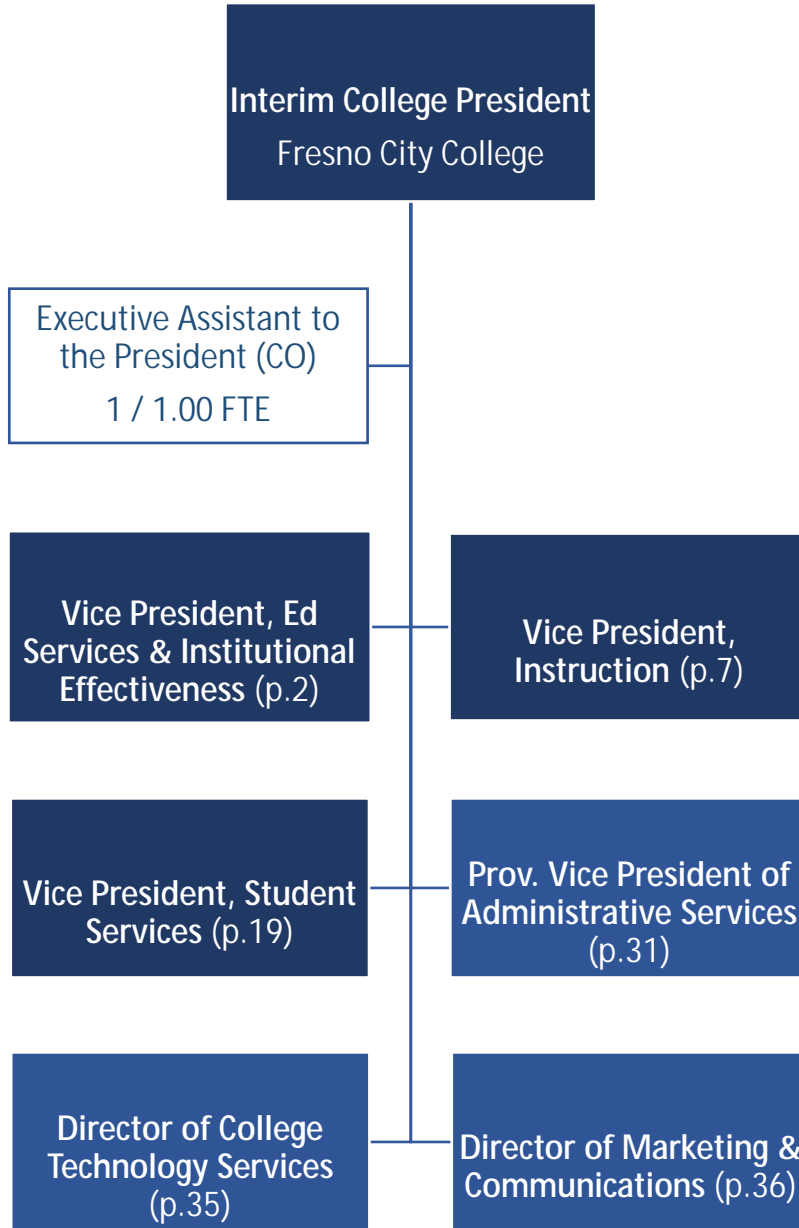 Interim College President
Fresno City College
Executive Assistant to
the President (CO)
1 / 1.00 FTE
Vice President, Ed
Services & Institutional
Effectiveness (p.2)
Vice President,
Instruction (p.7)
Vice President, Student
Services (p.19)
Prov. Vice President of
Administrative Services
(p.31)
Director of College
Technology Services
(p.35)
Director of Marketing &
Communications (p.36)